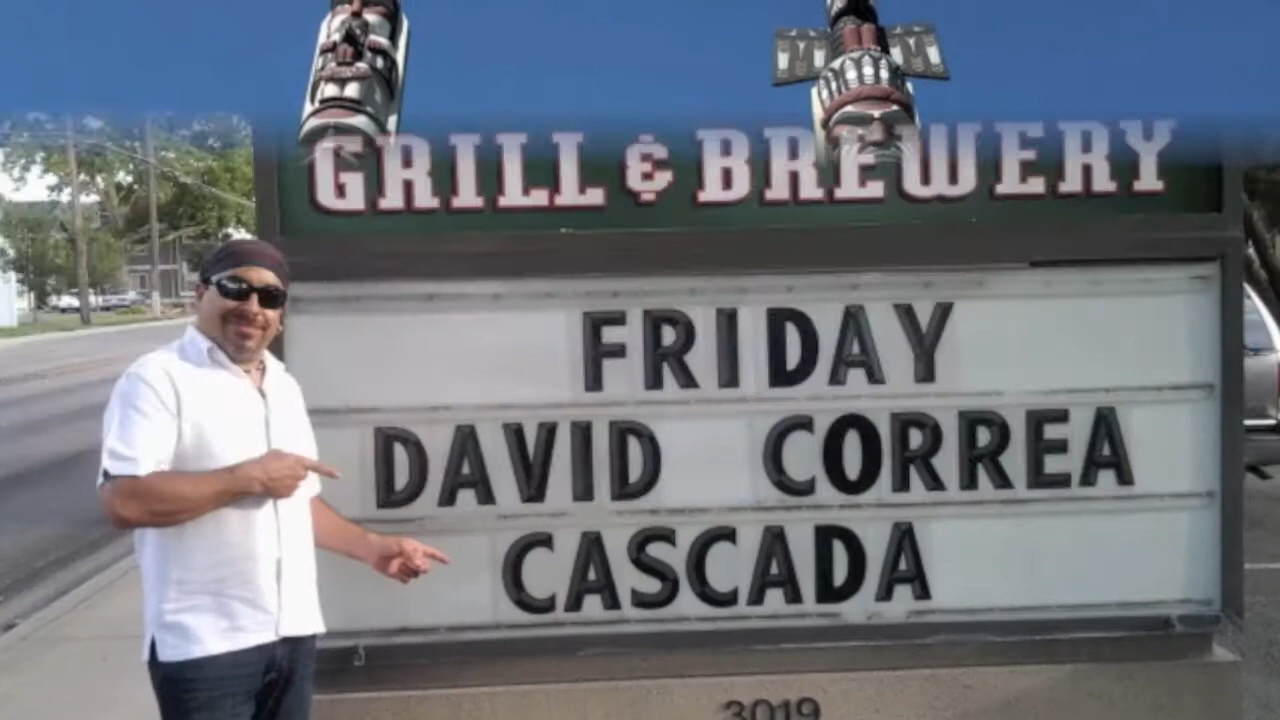 GRILL & BREWERY
FRIDAY
DAVID CORREA
CASCADA
3019